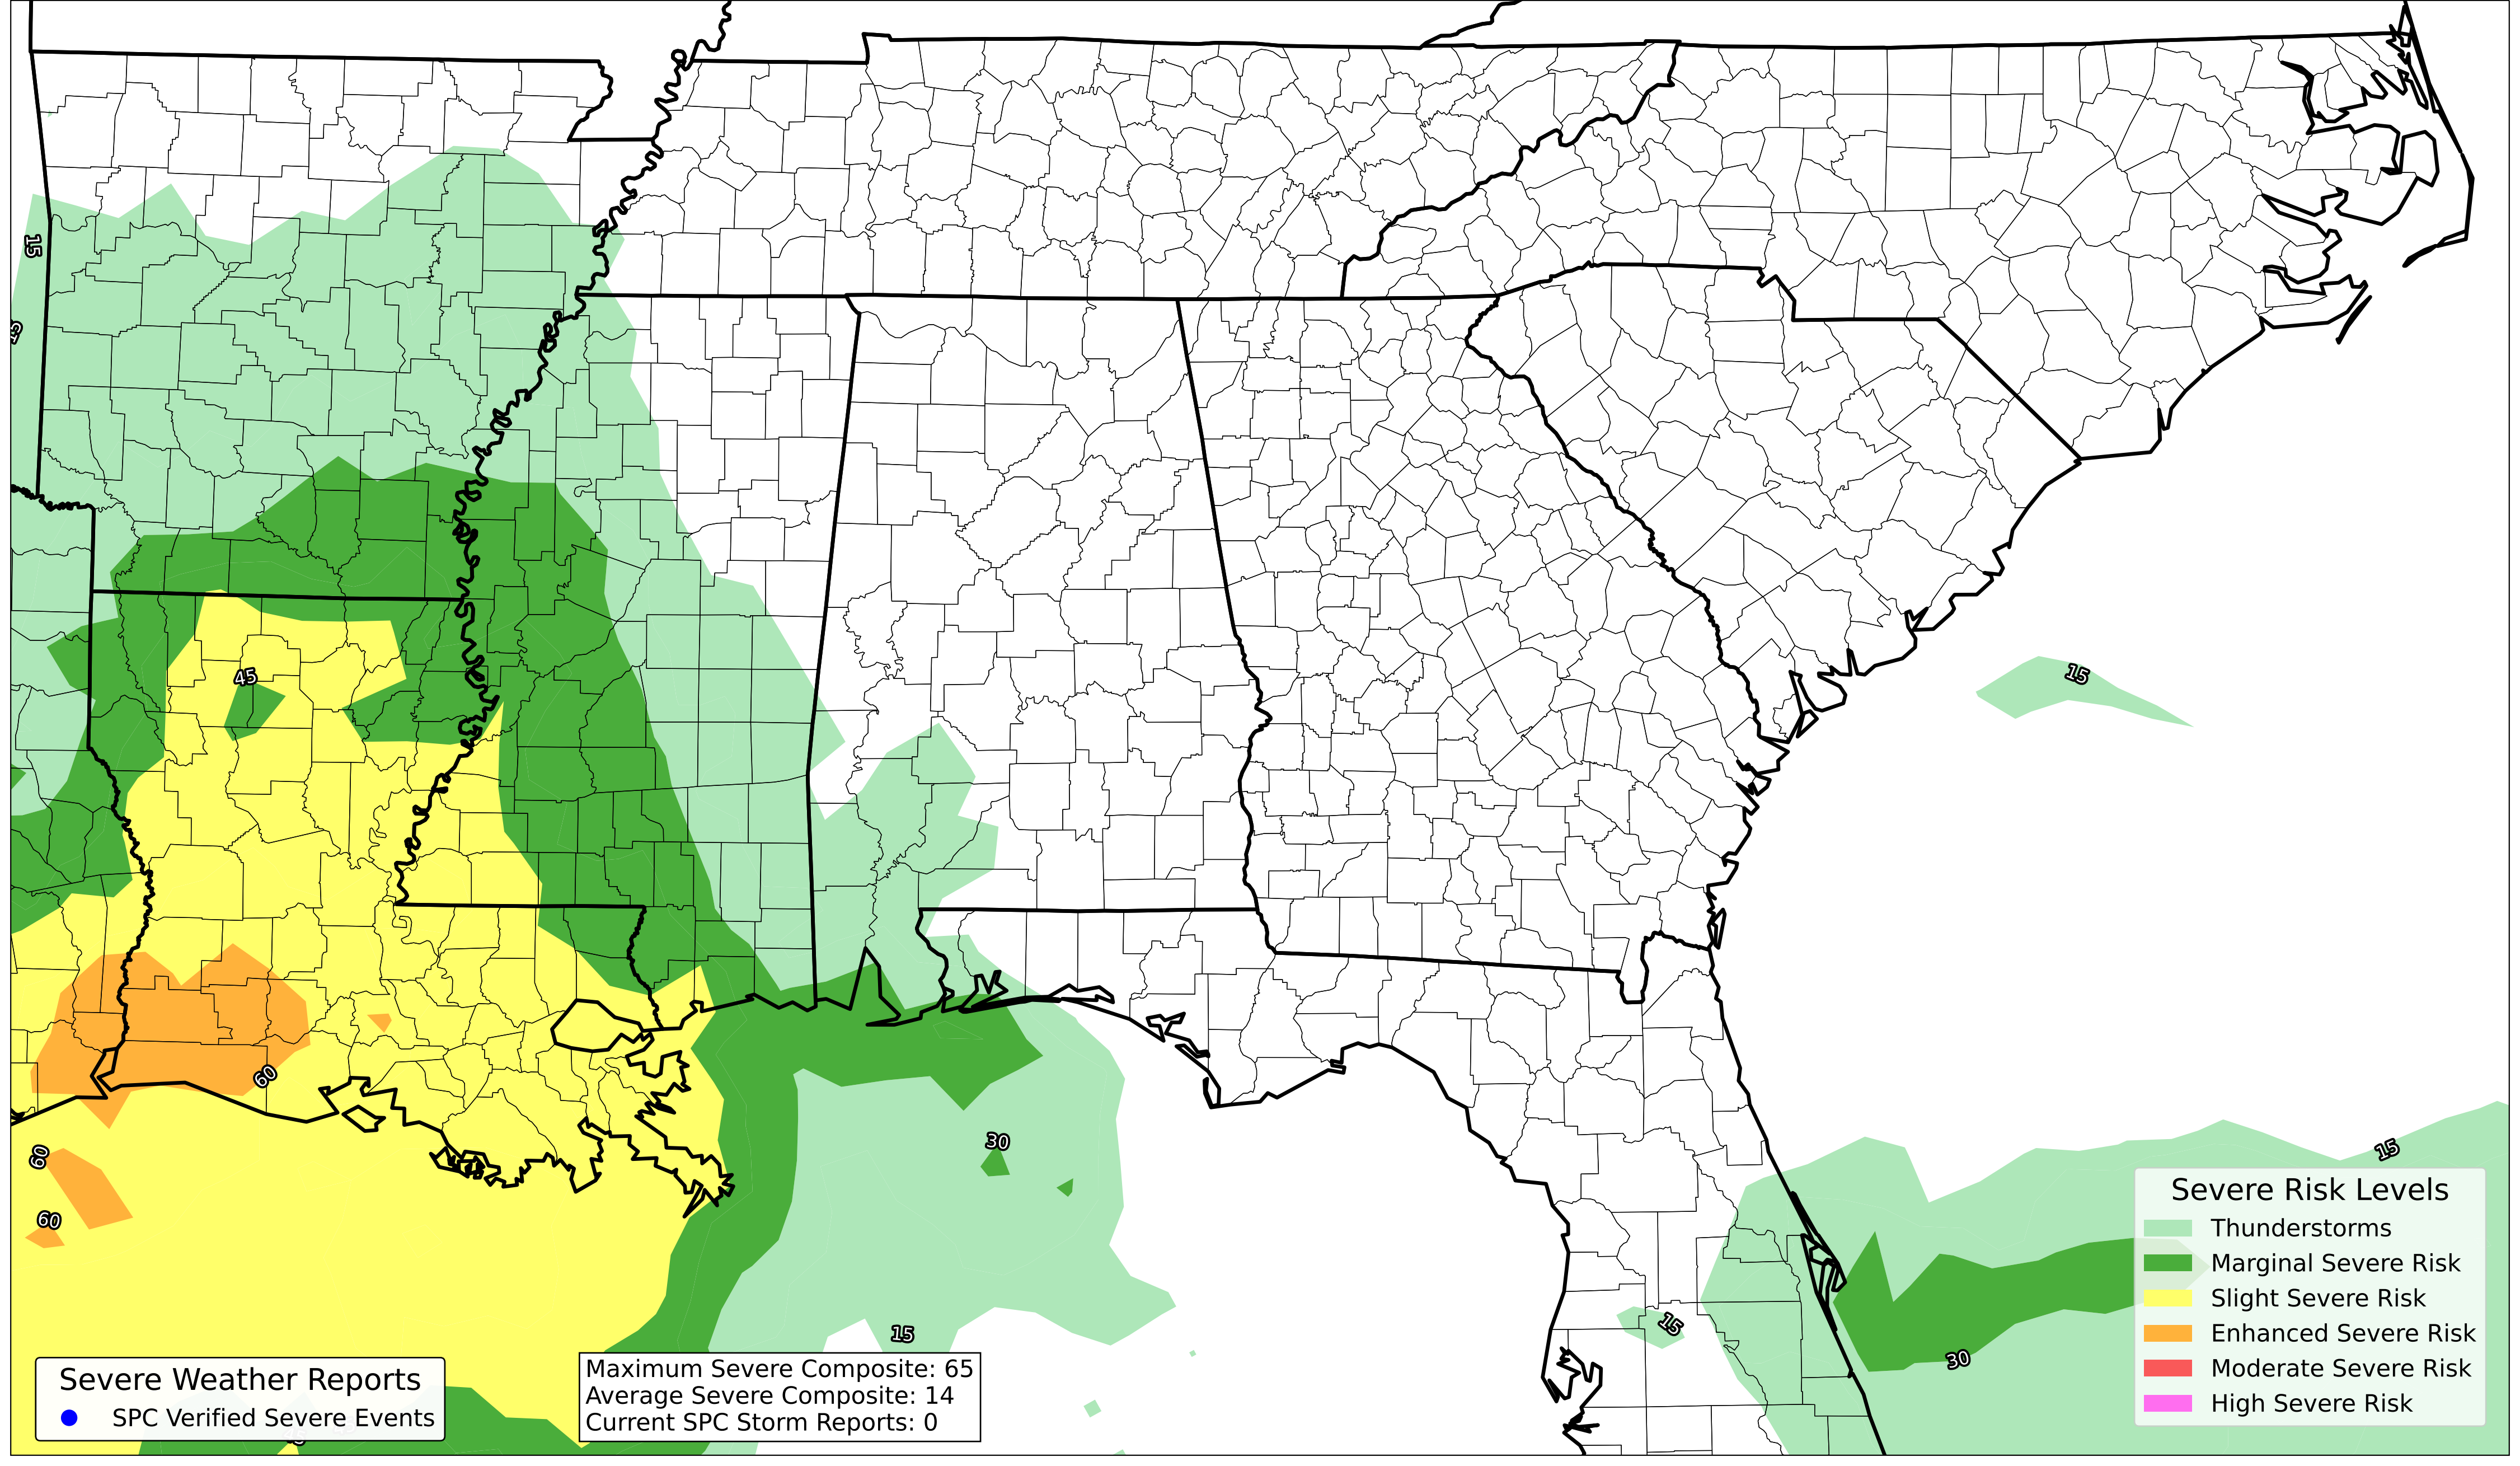 15
15
45
15
60
60
60
30
15
15
15
30
Severe Risk Levels
Thunderstorms
Marginal Severe Risk
Slight Severe Risk
Enhanced Severe Risk
Moderate Severe Risk
High Severe Risk
Severe Weather Reports
SPC Verified Severe Events
Maximum Severe Composite: 65
Average Severe Composite: 14
Current SPC Storm Reports: 0